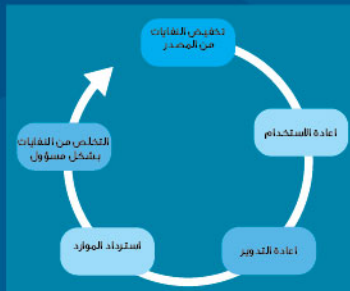 تخفيض النفايات
من المصدر
اعادة الاستخدام
اعادة التدوير
استرداد الموارد
التخلص من النفايات
بشكل مسؤول